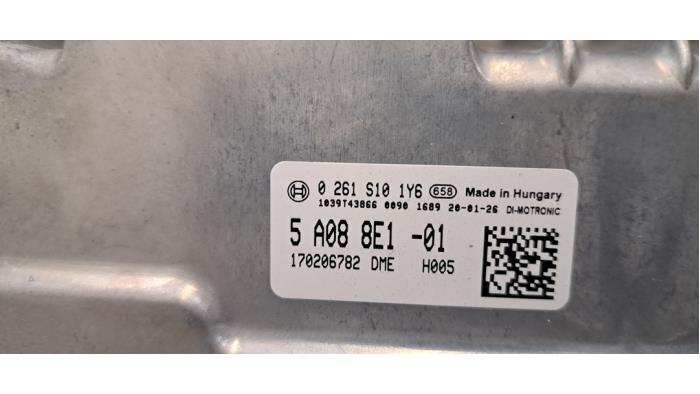 0 261 S10 1Y6 658 Made in Hungary
1039T43866 0090 1689 20-01-26 DI-MOTRONIC
5 A08 8E1 -01
170206782 DME H005